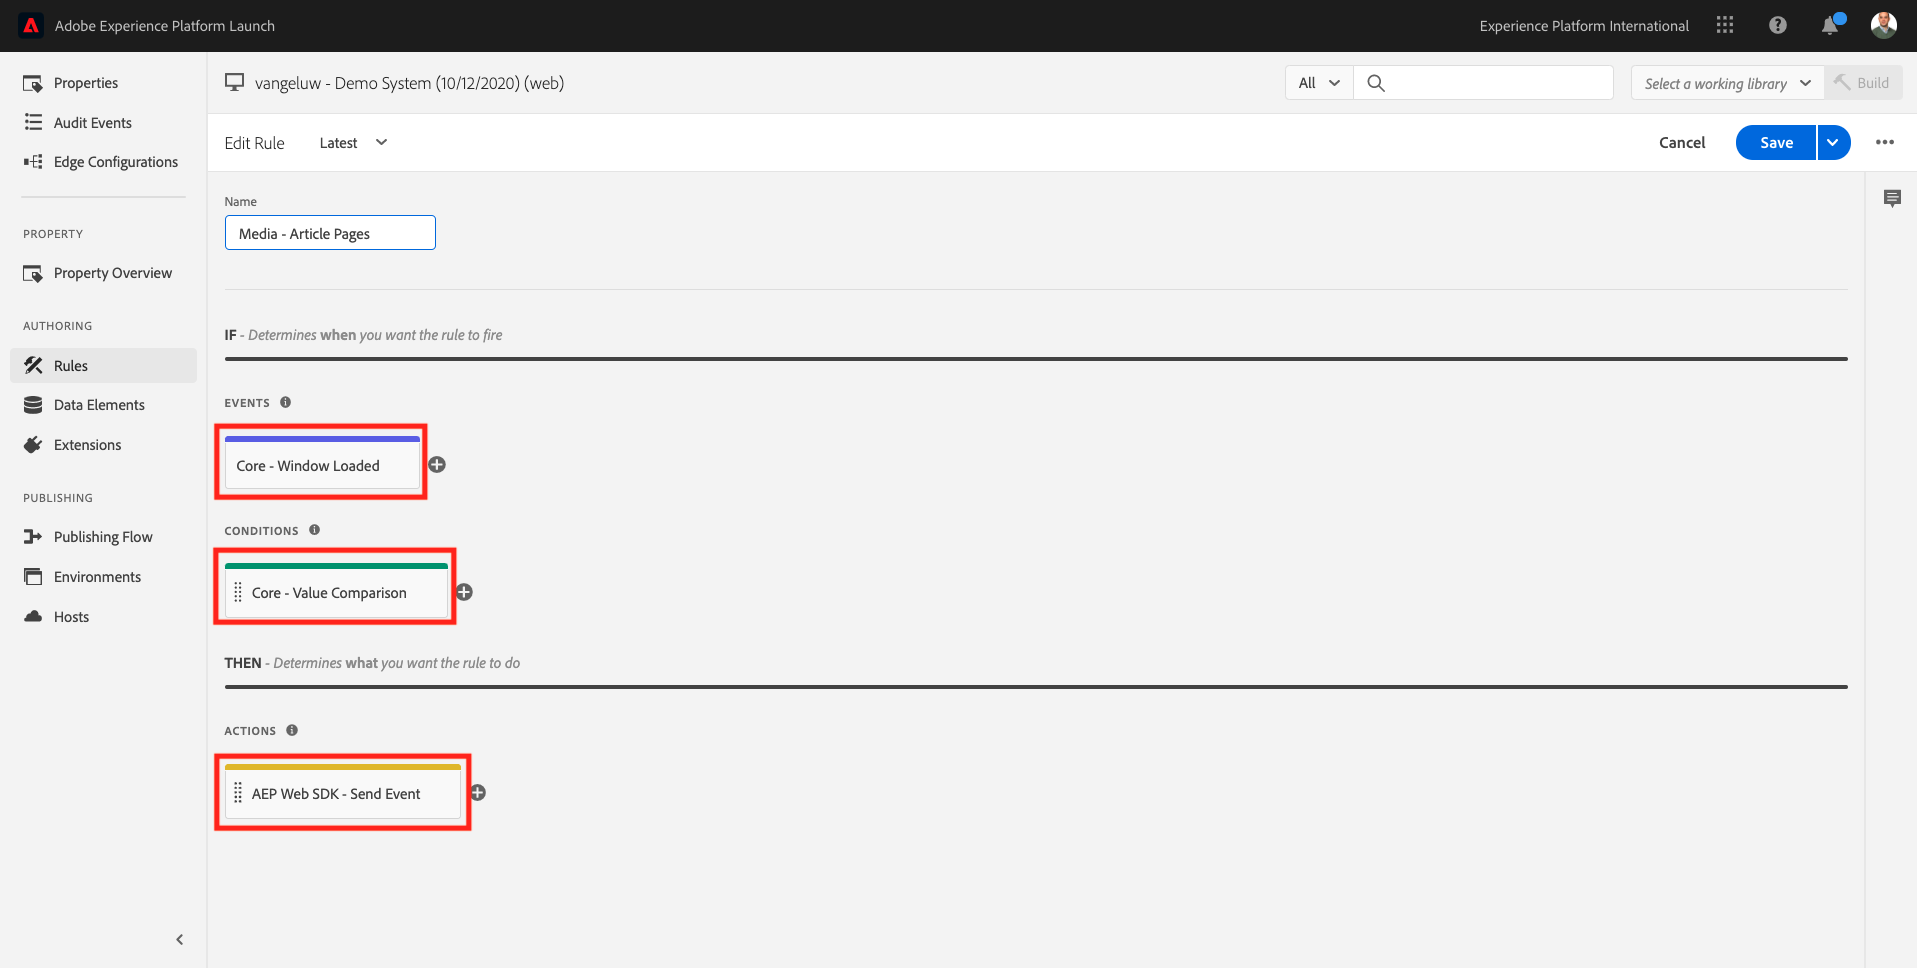 Adobe Experience Platform Launch
Experience Platform International
Properties
Audit Events
Edge Configurations
PROPERTY
Property Overview
AUTHORING
Rules
Data Elements
Extensions
PUBLISHING
Publishing Flow
Environments
Hosts
vangeluw - Demo System (10/12/2020) (web)
All
Select a working library
Build
Edit Rule
Latest
Cancel
Save
Name
Media - Article Pages
IF - Determines when you want the rule to fire
EVENTS
Core - Window Loaded
CONDITIONS
Core - Value Comparison
THEN - Determines what you want the rule to do
ACTIONS
AEP Web SDK - Send Event